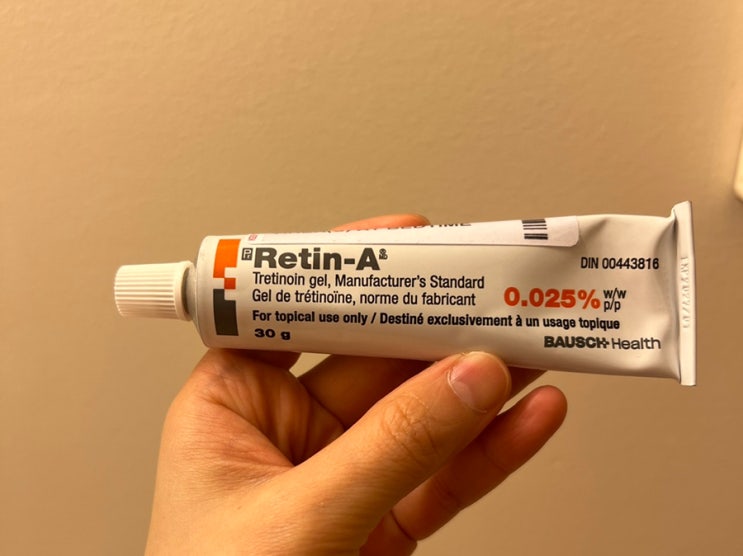 Pr Retin-A®
Tretinoin gel, Manufacturer's Standard
Gel de trétinoïne, norme du fabricant
0.025% w/w
p/p
For topical use only / Destiné exclusivement à un usage topique
30 g
DIN 00443816
BAUSCH+Health